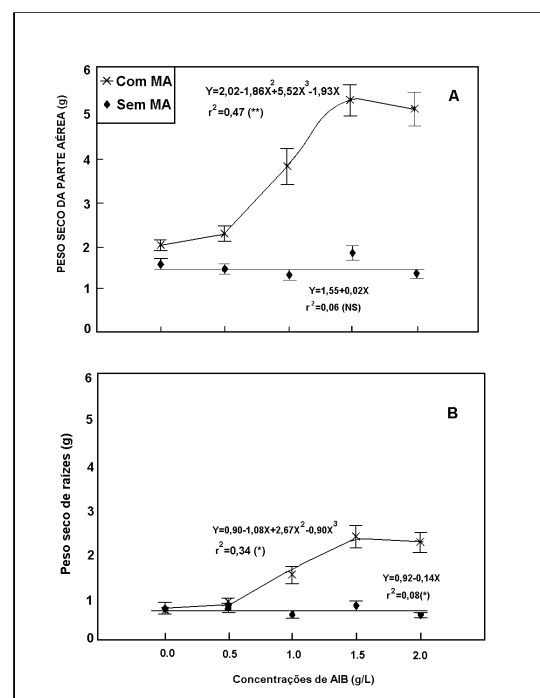 6
Com MA
Sem MA
Y=2,02-1,86X²+5,52X³-1,93X
r²=0,47 (**)
A
5
4
3
2
1
0
PESO SECO DA PARTE AÉREA (g)
Y=1,55+0,02X
r²=0,06 (NS)
6
B
5
4
3
2
1
0
Peso seco de raízes (g)
Y=0,90-1,08X+2,67X²-0,90X³
r²=0,34 (*)
Y=0,92-0,14X
r²=0,08(*)
0.0 0.5 1.0 1.5 2.0
Concentrações de AIB (g/L)